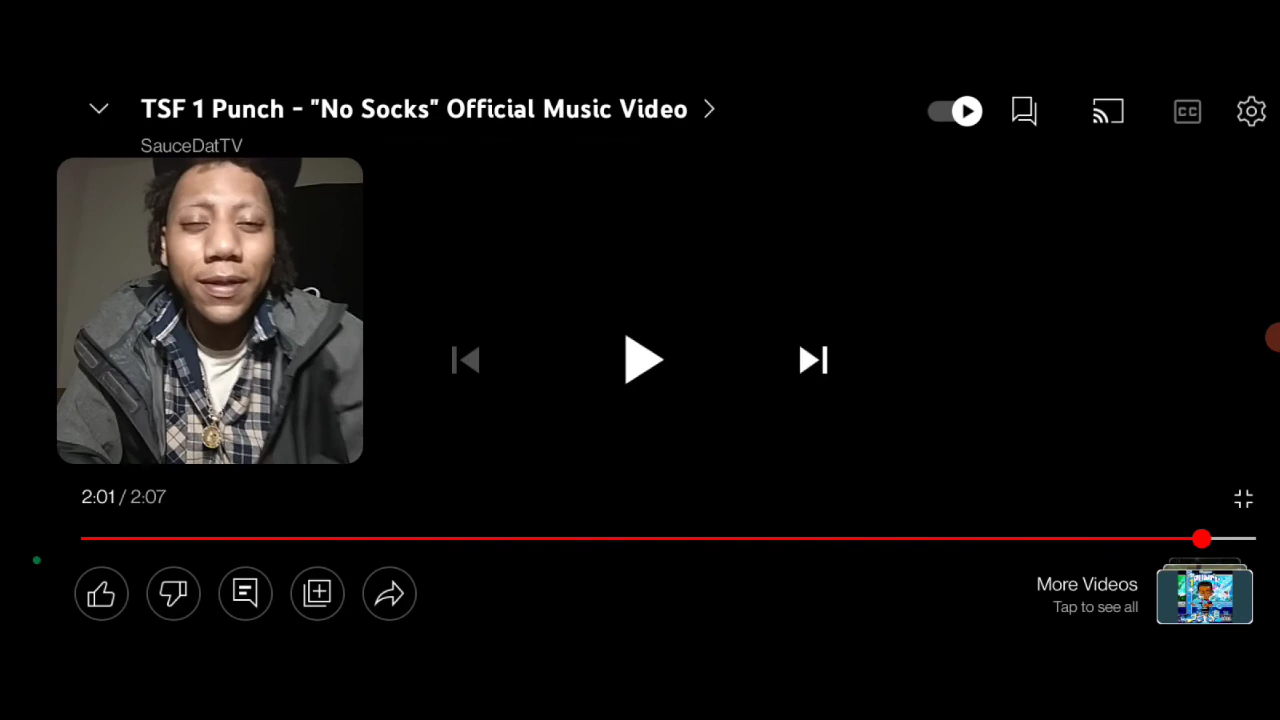 TSF 1 Punch - "No Socks" Official Music Video
SauceDatTV
CC
2:01 / 2:07
More Videos
Tap to see all